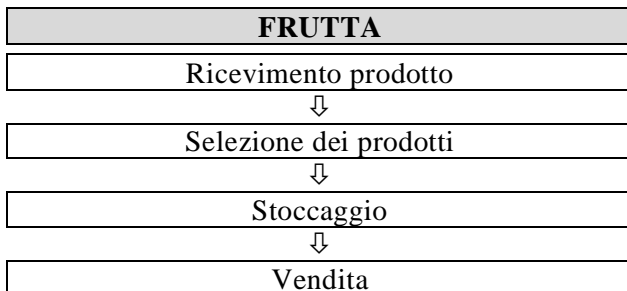 FRUTTA
Ricevimento prodotto
⇩
Selezione dei prodotti
⇩
Stoccaggio
⇩
Vendita